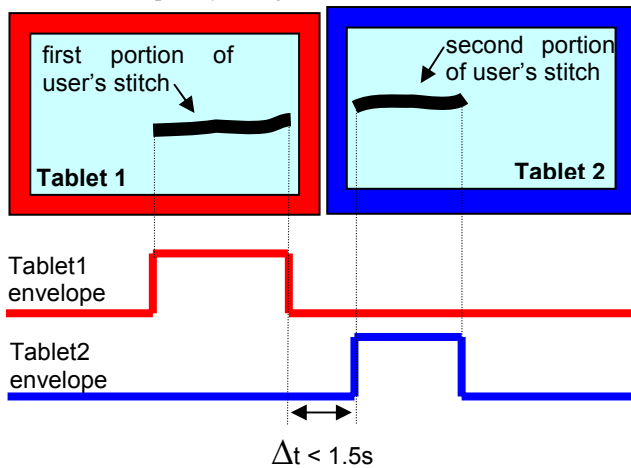 first portion of
user's stitch
second portion
of user's stitch
Tablet 1
Tablet 2
Tablet1
envelope
Tablet2
envelope
Δt < 1.5s